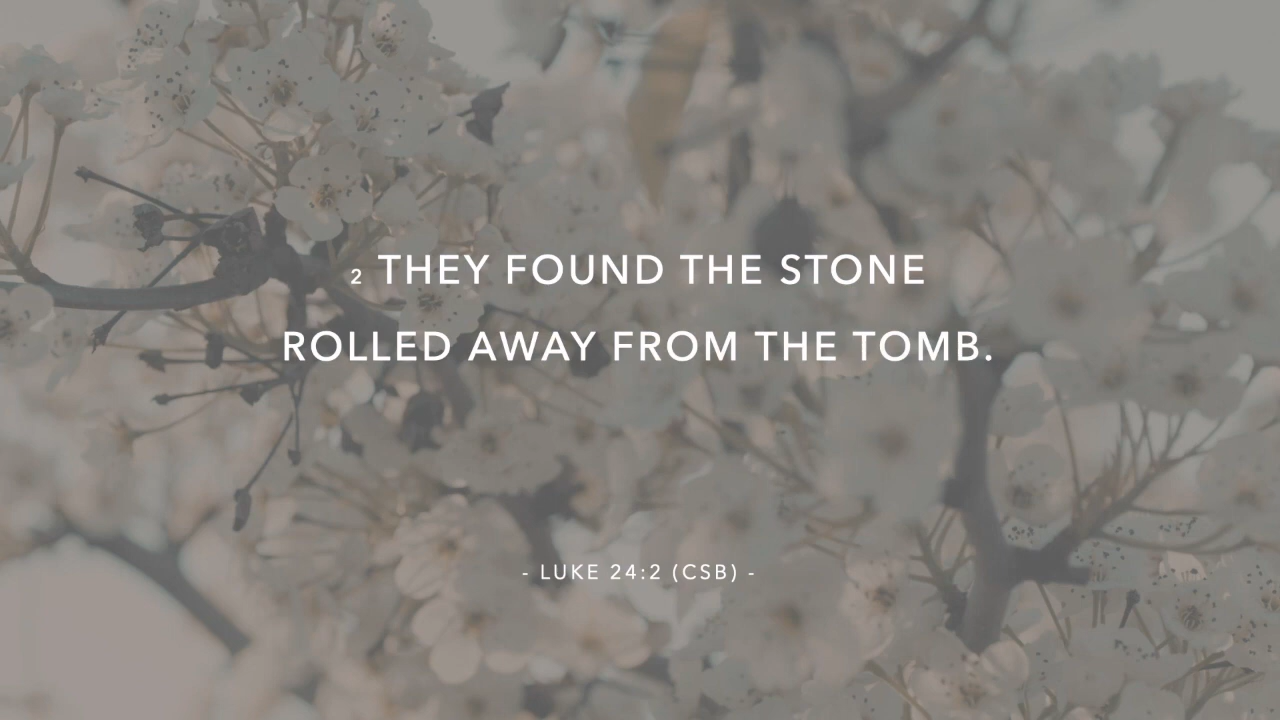 2 THEY FOUND THE STONE
ROLLED AWAY FROM THE TOMB.
- LUKE 24:2 (CSB) -